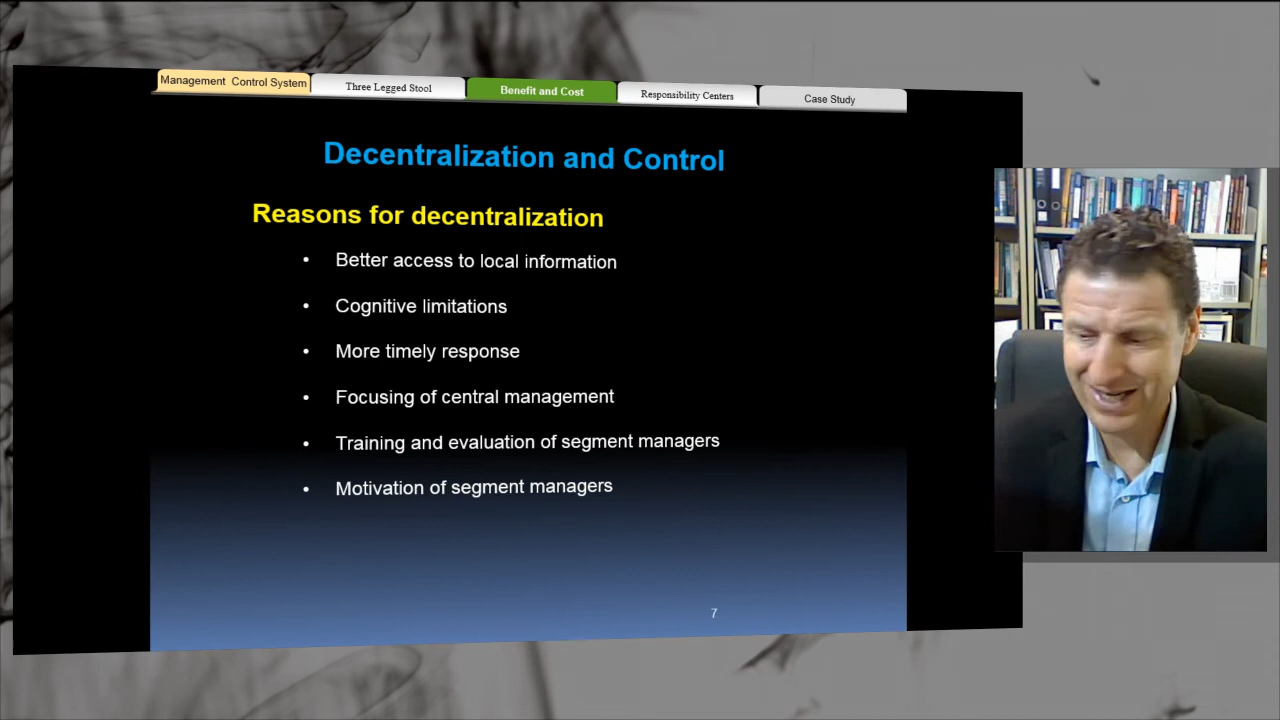 Management Control System
Three Legged Stool
Benefit and Cost
Responsibility Centers
Case Study
Decentralization and Control
Reasons for decentralization
• Better access to local information
• Cognitive limitations
• More timely response
• Focusing of central management
• Training and evaluation of segment managers
• Motivation of segment managers
7